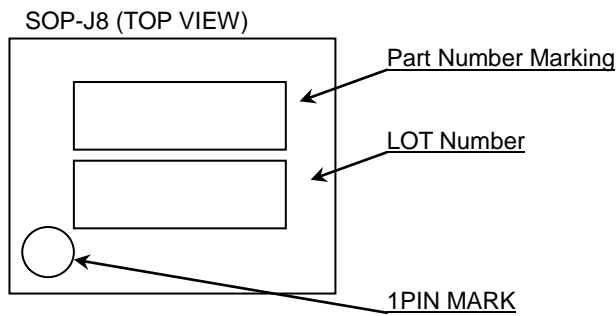 SOP-J8 (TOP VIEW)
Part Number Marking
LOT Number
1PIN MARK